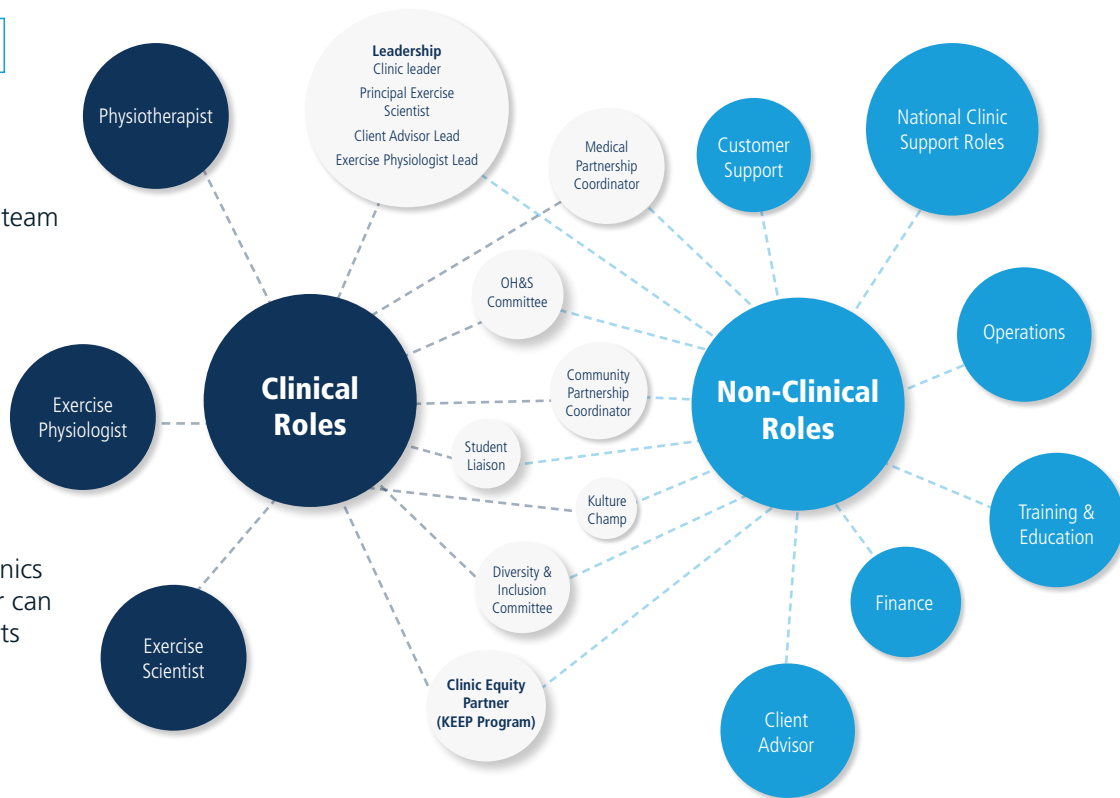 Leadership
Clinic leader
Principal Exercise
Scientist
Client Advisor Lead
Exercise Physiologist Lead
Physiotherapist
Medical
Partnership
Coordinator
Customer
Support
National Clinic
Support Roles
team
OH&S
Committee
Operations
Clinical
Roles
Community
Partnership
Coordinator
Non-Clinical
Roles
Exercise
Physiologist
Student
Liaison
Kulture
Champ
Training &
Education
nics
r can
ts
Diversity &
Inclusion
Committee
Finance
Exercise
Scientist
Clinic Equity
Partner
(KEEP Program)
Client
Advisor